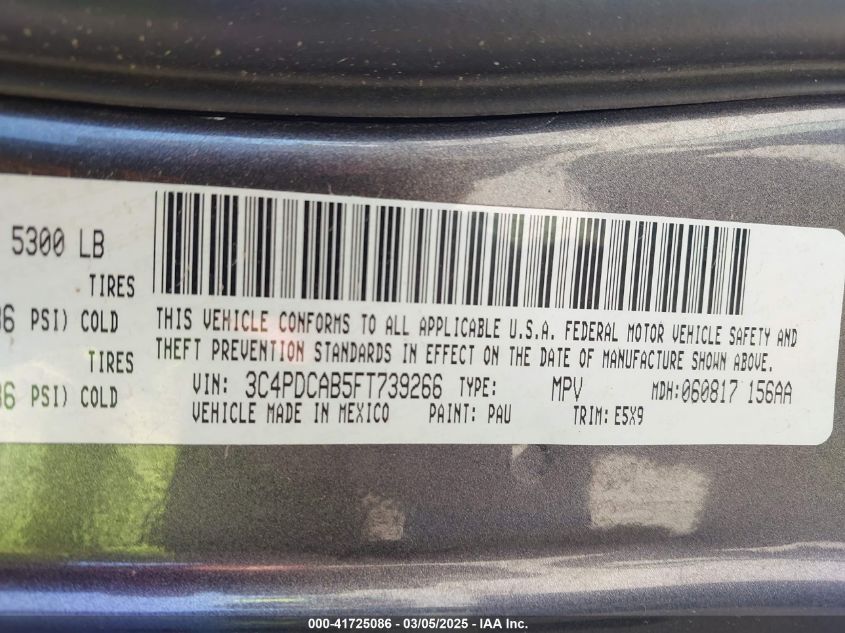 5300 LB
TIRES
36 PSI) COLD
TIRES
36 PSI) COLD
THIS VEHICLE CONFORMS TO ALL APPLICABLE U.S.A. FEDERAL MOTOR VEHICLE SAFETY AND
THEFT PREVENTION STANDARDS IN EFFECT ON THE DATE OF MANUFACTURE SHOWN ABOVE.
VIN: 3C4PDCAB5FT739266 TYPE: MPV MDH:060817 156AA
VEHICLE MADE IN MEXICO PAINT: PAU TRIM: E5X9
000-41725086 - 03/05/2025 - IAA Inc.